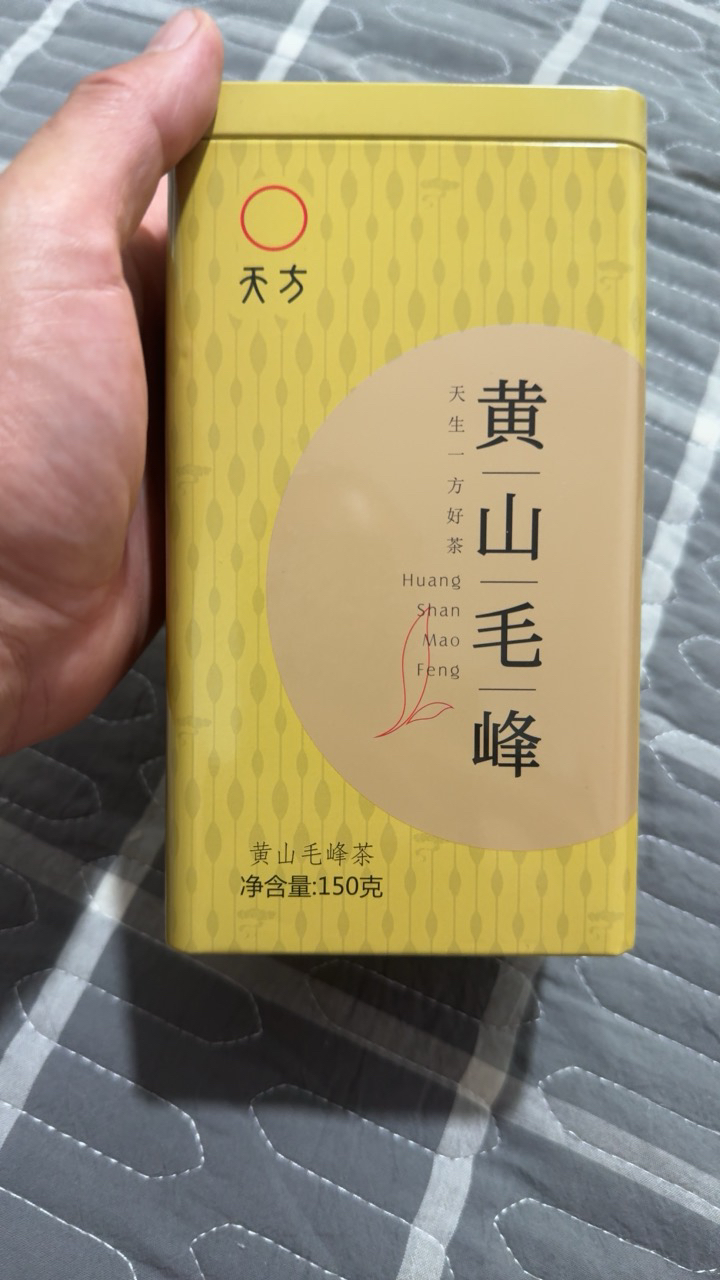 天方
黄山毛峰
天生一方好茶
Huang
Shan
Mao
Feng
黄山毛峰茶
净含量:150克